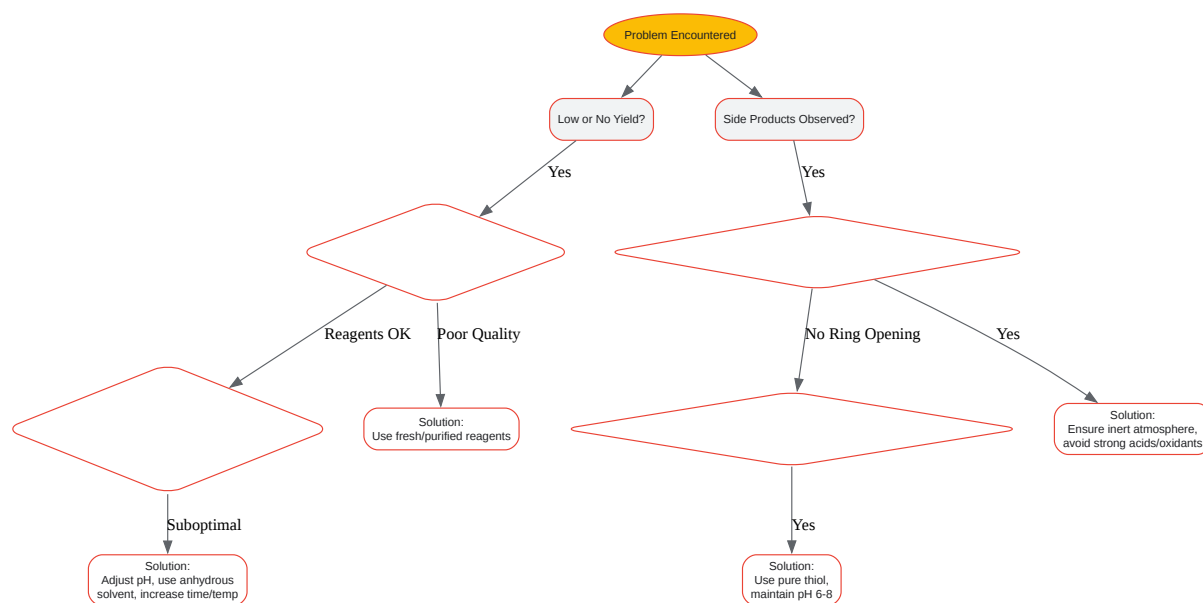 Problem Encountered
Low or No Yield?
Side Products Observed?
Yes
Yes
Reagents OK
Poor Quality
No Ring Opening
Yes
Solution:
Use fresh/purified reagents
Solution:
Ensure inert atmosphere,
avoid strong acids/oxidants
Suboptimal
Yes
Solution:
Adjust pH, use anhydrous
solvent, increase time/temp
Solution:
Use pure thiol,
maintain pH 6-8